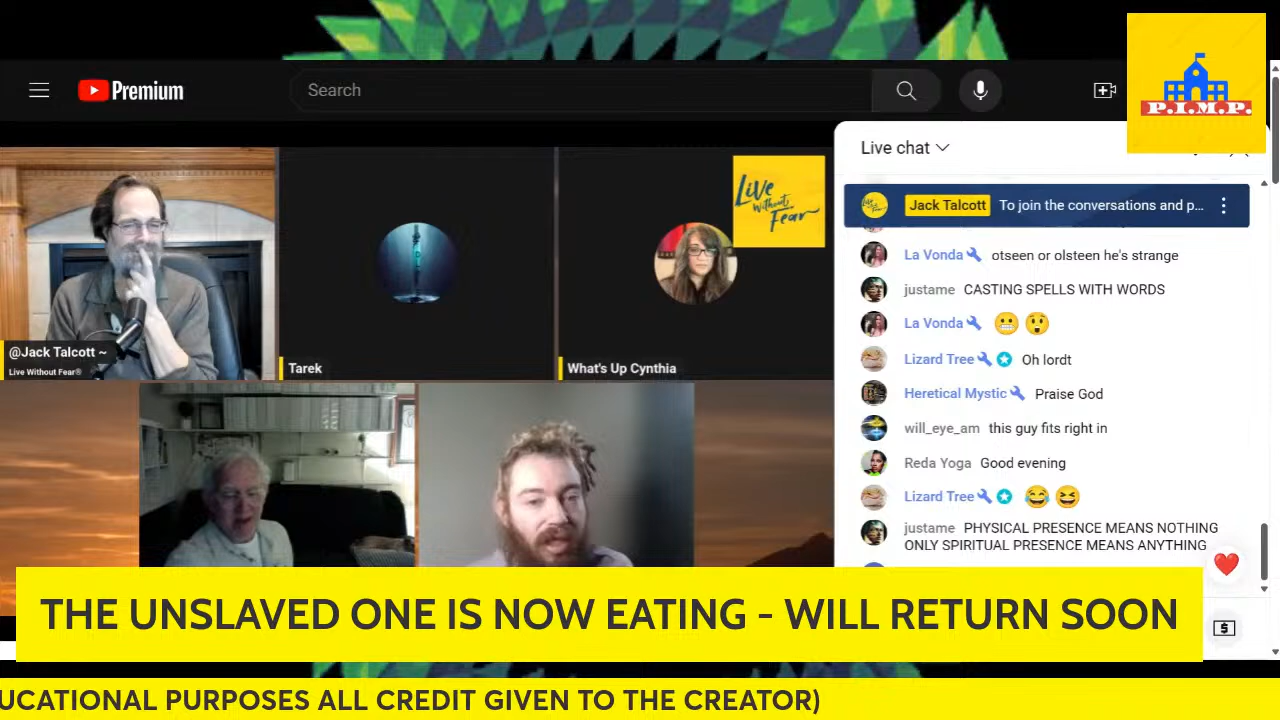 Premium
Search
P.I.M.P.
Live chat
Jack Talcott To join the conversations and p...
La Vonda otseen or olsteen he's strange
justame CASTING SPELLS WITH WORDS
La Vonda 😬 😲
Lizard Tree Oh lordt
Heretical Mystic Praise God
will_eye_am this guy fits right in
Reda Yoga Good evening
Lizard Tree 😂 😆
justame PHYSICAL PRESENCE MEANS NOTHING
ONLY SPIRITUAL PRESENCE MEANS ANYTHING
Live
Without
Fear
@Jack Talcott ~
Live Without Fear®
Tarek
What's Up Cynthia
THE UNSLAVED ONE IS NOW EATING - WILL RETURN SOON
UCATIONAL PURPOSES ALL CREDIT GIVEN TO THE CREATOR)